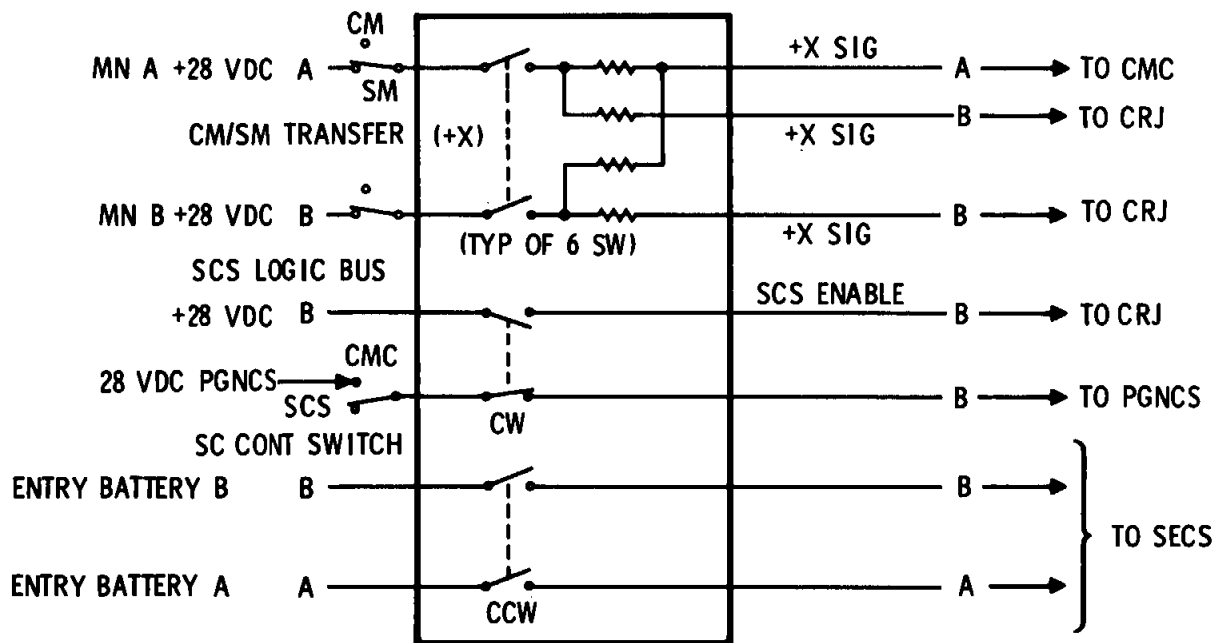 CM
MN A +28 VDC A
SM
+X SIG
A
TO CMC
CM/SM TRANSFER
(+X)
+X SIG
B
TO CRJ
MN B +28 VDC B
(TYP OF 6 SW)
+X SIG
B
TO CRJ
SCS LOGIC BUS
+28 VDC B
SCS ENABLE
B
TO CRJ
CMC
28 VDC PGNCS
SCS
CW
B
TO PGNCS
SC CONT SWITCH
ENTRY BATTERY B B
B
TO SECS
ENTRY BATTERY A A
CCW
A